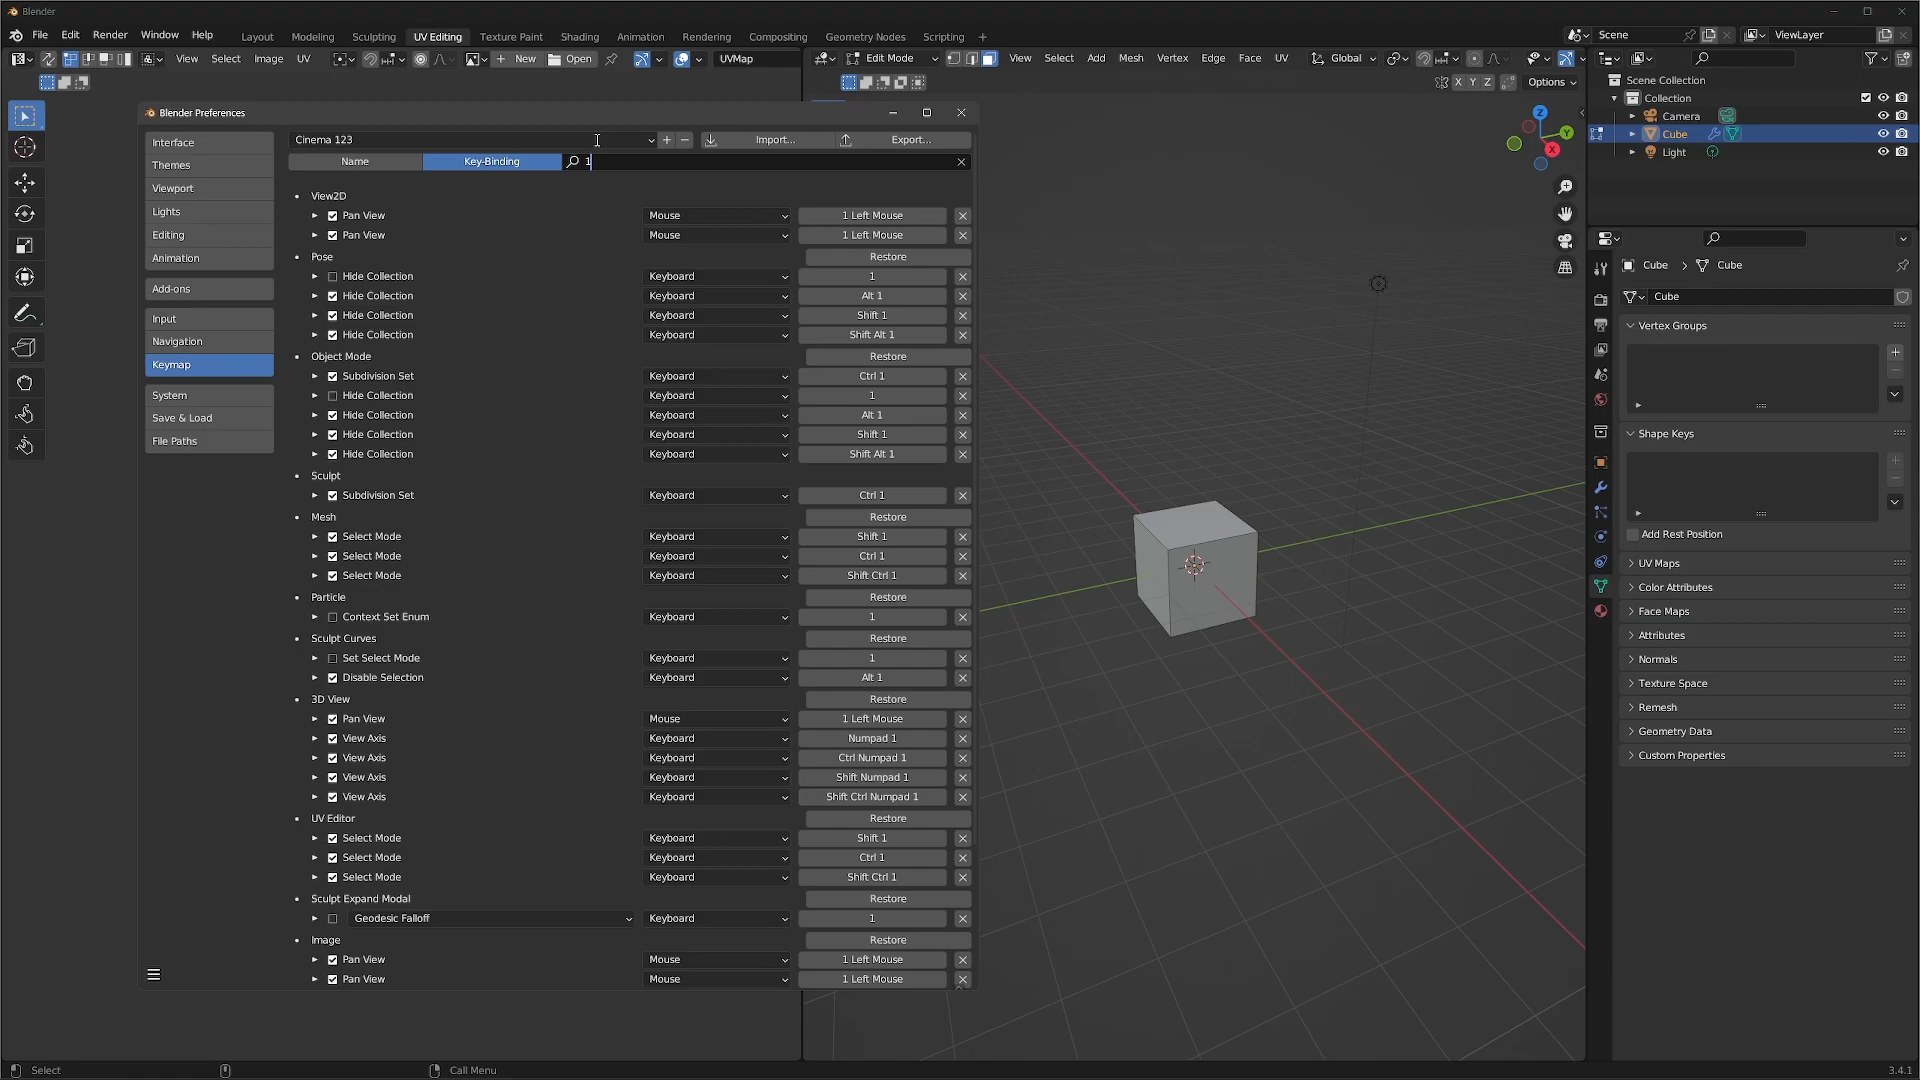 Blender
File Edit Render Window Help Layout Modeling Sculpting UV Editing Texture Paint Shading Animation Rendering Compositing Geometry Nodes Scripting + Scene ViewLayer
View Select Image UV + New Open UVMap Edit Mode View Select Add Mesh Vertex Edge Face UV Global
X Y Z Options
Scene Collection
Collection
Camera
Cube
Light
Blender Preferences
Interface
Themes
Viewport
Lights
Editing
Animation
Add-ons
Input
Navigation
Keymap
System
Save & Load
File Paths
Cinema 123 + − Import... Export...
Name Key-Binding 1
View2D
Pan View Mouse 1 Left Mouse
Pan View Mouse 1 Left Mouse
Pose Restore
Hide Collection Keyboard 1
Hide Collection Keyboard Alt 1
Hide Collection Keyboard Shift 1
Hide Collection Keyboard Shift Alt 1
Object Mode Restore
Subdivision Set Keyboard Ctrl 1
Hide Collection Keyboard 1
Hide Collection Keyboard Alt 1
Hide Collection Keyboard Shift 1
Hide Collection Keyboard Shift Alt 1
Sculpt
Subdivision Set Keyboard Ctrl 1
Mesh Restore
Select Mode Keyboard Shift 1
Select Mode Keyboard Ctrl 1
Select Mode Keyboard Shift Ctrl 1
Particle Restore
Context Set Enum Keyboard 1
Sculpt Curves Restore
Set Select Mode Keyboard 1
Disable Selection Keyboard Alt 1
3D View Restore
Pan View Mouse 1 Left Mouse
View Axis Keyboard Numpad 1
View Axis Keyboard Ctrl Numpad 1
View Axis Keyboard Shift Numpad 1
View Axis Keyboard Shift Ctrl Numpad 1
UV Editor Restore
Select Mode Keyboard Shift 1
Select Mode Keyboard Ctrl 1
Select Mode Keyboard Shift Ctrl 1
Sculpt Expand Modal Restore
Geodesic Falloff Keyboard 1
Image Restore
Pan View Mouse 1 Left Mouse
Pan View Mouse 1 Left Mouse
Z
Y
X
Cube > Cube
Cube
Vertex Groups
Shape Keys
Add Rest Position
UV Maps
Color Attributes
Face Maps
Attributes
Normals
Texture Space
Remesh
Geometry Data
Custom Properties
Select Call Menu 3.4.1